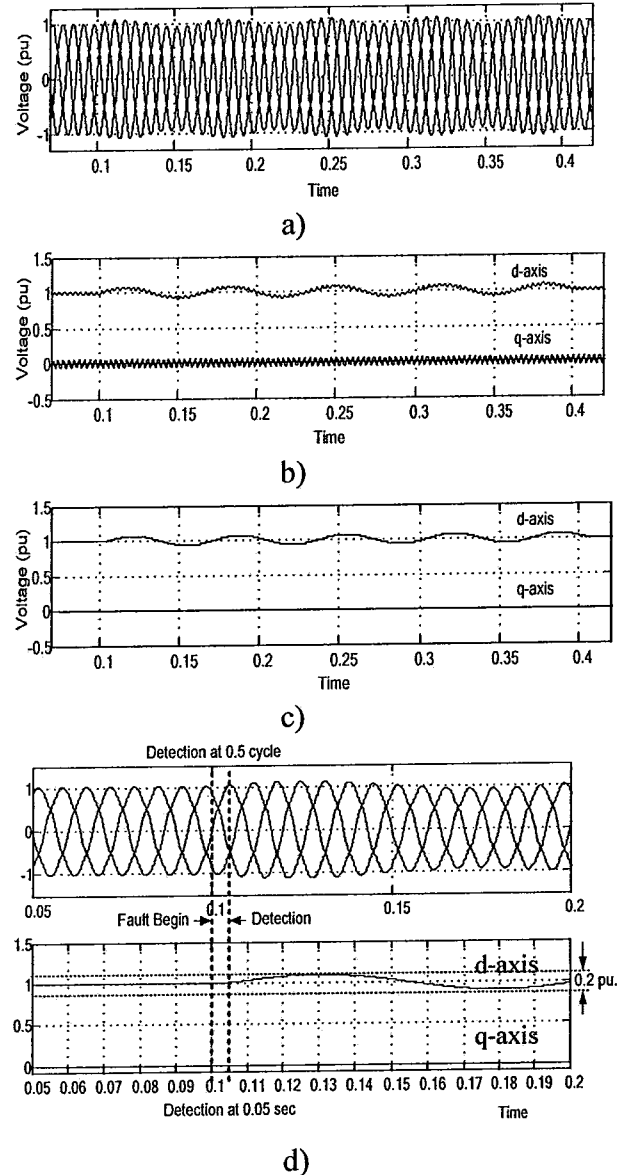 Voltage (pu)
1
0
-1
0.1 0.15 0.2 0.25 0.3 0.35 0.4
Time
a)
Voltage (pu)
1.5
1
0.5
0
-0.5
d-axis
q-axis
0.1 0.15 0.2 0.25 0.3 0.35 0.4
Time
b)
Voltage (pu)
1.5
1
0.5
0
-0.5
d-axis
q-axis
0.1 0.15 0.2 0.25 0.3 0.35 0.4
Time
c)
Detection at 0.5 cycle
1
0
-1
0.05 0.1 0.15 0.2
Fault Begin Detection
1.5
1
0.5
0
d-axis
0.2 pu.
q-axis
0.05 0.06 0.07 0.08 0.09 0.1 0.11 0.12 0.13 0.14 0.15 0.16 0.17 0.18 0.19 0.2
Detection at 0.05 sec Time
d)